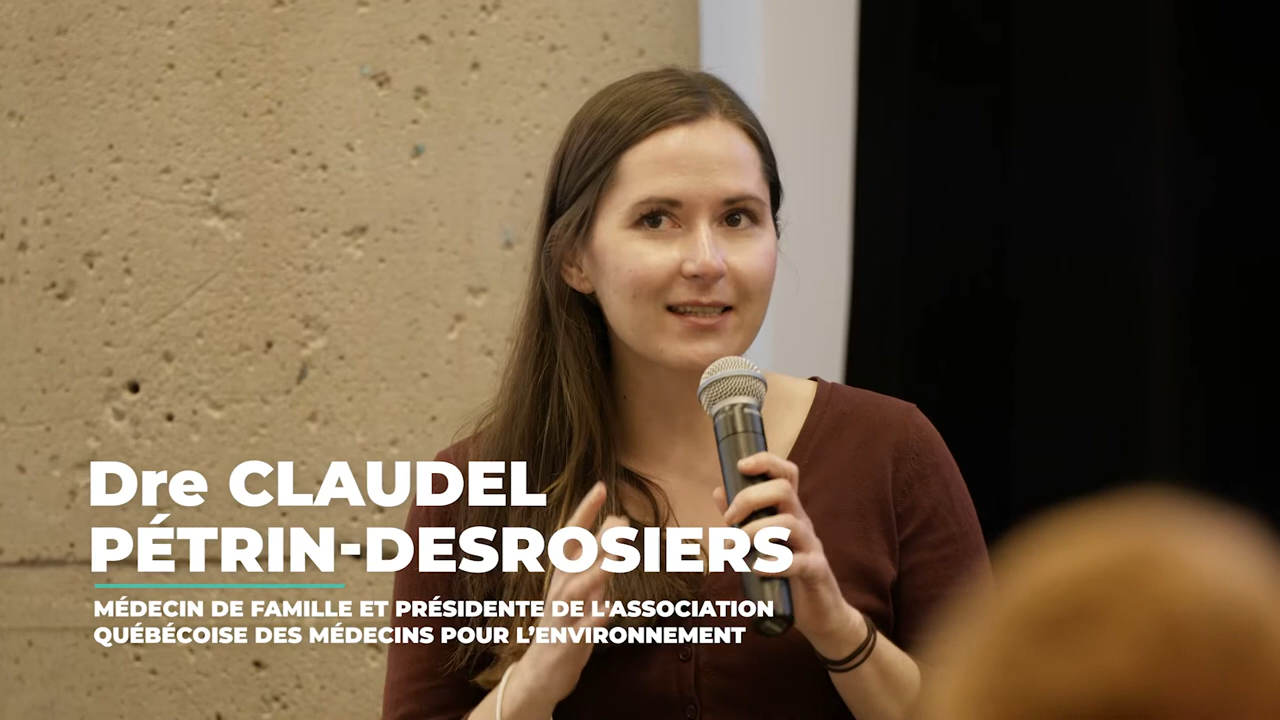 Dre CLAUDEL
PÉTRIN-DESROSIERS
MÉDECIN DE FAMILLE ET PRÉSIDENTE DE L'ASSOCIATION
QUÉBÉCOISE DES MÉDECINS POUR L’ENVIRONNEMENT